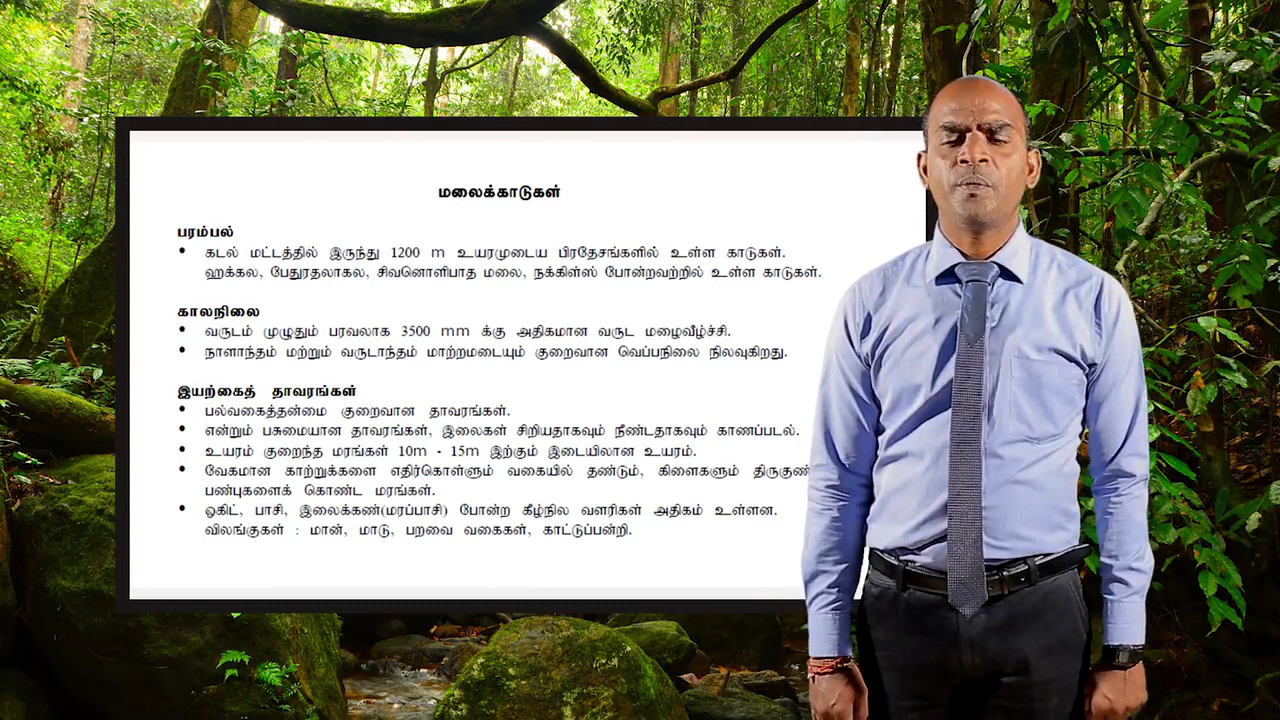 மலைக்காடுகள்
பரம்பல்
• கடல் மட்டத்தில் இருந்து 1200 m உயரமுடைய பிரதேசங்களில் உள்ள காடுகள்.
ஹக்கல, பேதுரதலாகல, சிவனொளிபாத மலை, நக்கிள்ஸ் போன்றவற்றில் உள்ள காடுகள்.
காலநிலை
• வருடம் முழுதும் பரவலாக 3500 mm க்கு அதிகமான வருட மழைவீழ்ச்சி.
• நாளாந்தம் மற்றும் வருடாந்தம் மாற்றமடையும் குறைவான வெப்பநிலை நிலவுகிறது.
இயற்கைத் தாவரங்கள்
• பல்வகைத்தன்மை குறைவான தாவரங்கள்.
• என்றும் பசுமையான தாவரங்கள், இலைகள் சிறியதாகவும் நீண்டதாகவும் காணப்படல்.
• உயரம் குறைந்த மரங்கள் 10m - 15m இற்கும் இடையிலான உயரம்.
• வேகமான காற்றுக்களை எதிர்கொள்ளும் வகையில் தண்டும், கிளைகளும்
பண்புகளைக் கொண்ட மரங்கள்.
• ஓகிட் பாசி, போன்ற கீழ்நில வளரிகள் அதிகம் உள்ளன.
விலங்குகள் : மான், மாடு, பறவை வகைகள், காட்டுப்பன்றி.